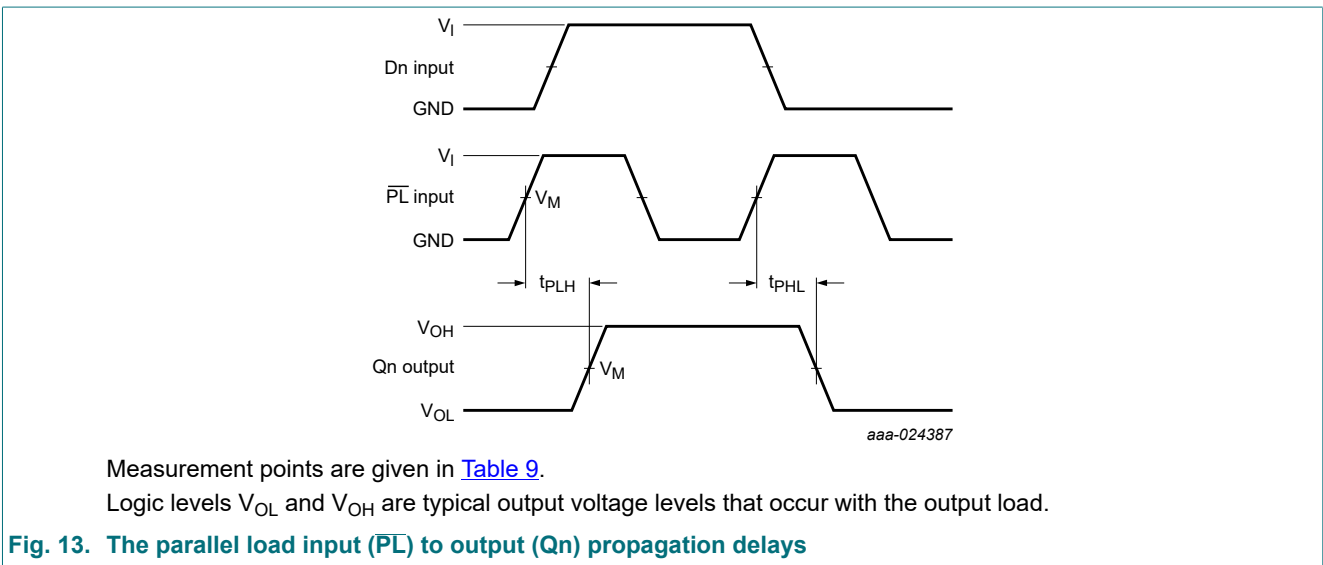 V_I
Dn input
GND
V_I
P̅L̅ input
V_M
GND
t_PLH
t_PHL
V_OH
Qn output
V_M
V_OL
aaa-024387
Measurement points are given in Table 9.
Logic levels V_OL and V_OH are typical output voltage levels that occur with the output load.
Fig. 13. The parallel load input (P̅L̅) to output (Qn) propagation delays